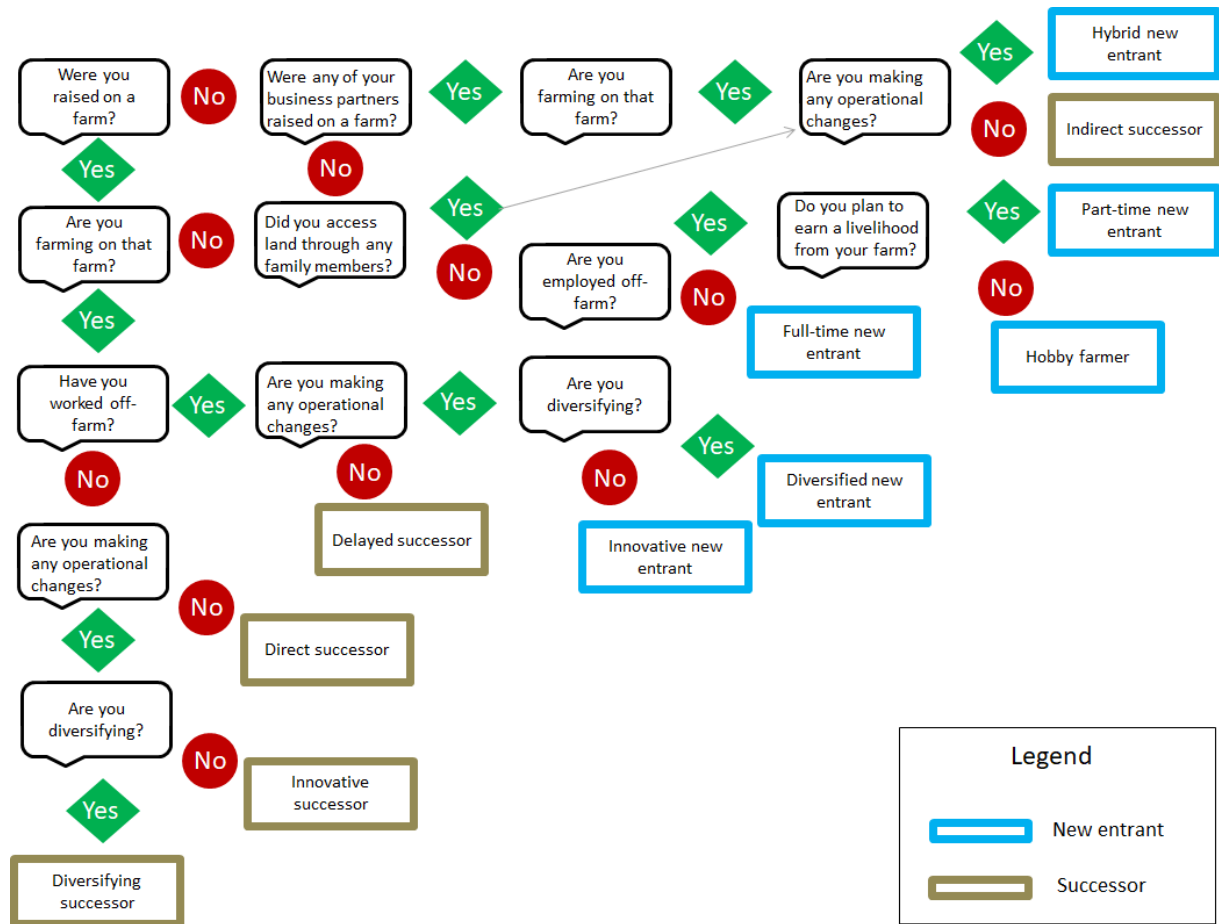 Were you
raised on a
farm?
No
Were any of your
business partners
raised on a farm?
Yes
Are you
farming on that
farm?
Yes
Are you making
any operational
changes?
Yes
Hybrid new
entrant
No
Indirect successor
Yes
No
Are you
farming on that
farm?
No
Did you access
land through any
family members?
Yes
No
Are you
employed off-
farm?
Yes
No
Do you plan to
earn a livelihood
from your farm?
Yes
Part-time new
entrant
No
Hobby farmer
Full-time new
entrant
Yes
Have you
worked off-
farm?
Yes
Are you making
any operational
changes?
Yes
Are you
diversifying?
Yes
Diversified new
entrant
No
Innovative new
entrant
No
Delayed successor
No
Are you making
any operational
changes?
No
Direct successor
Yes
Are you
diversifying?
No
Innovative
successor
Yes
Diversifying
successor
Legend
New entrant
Successor